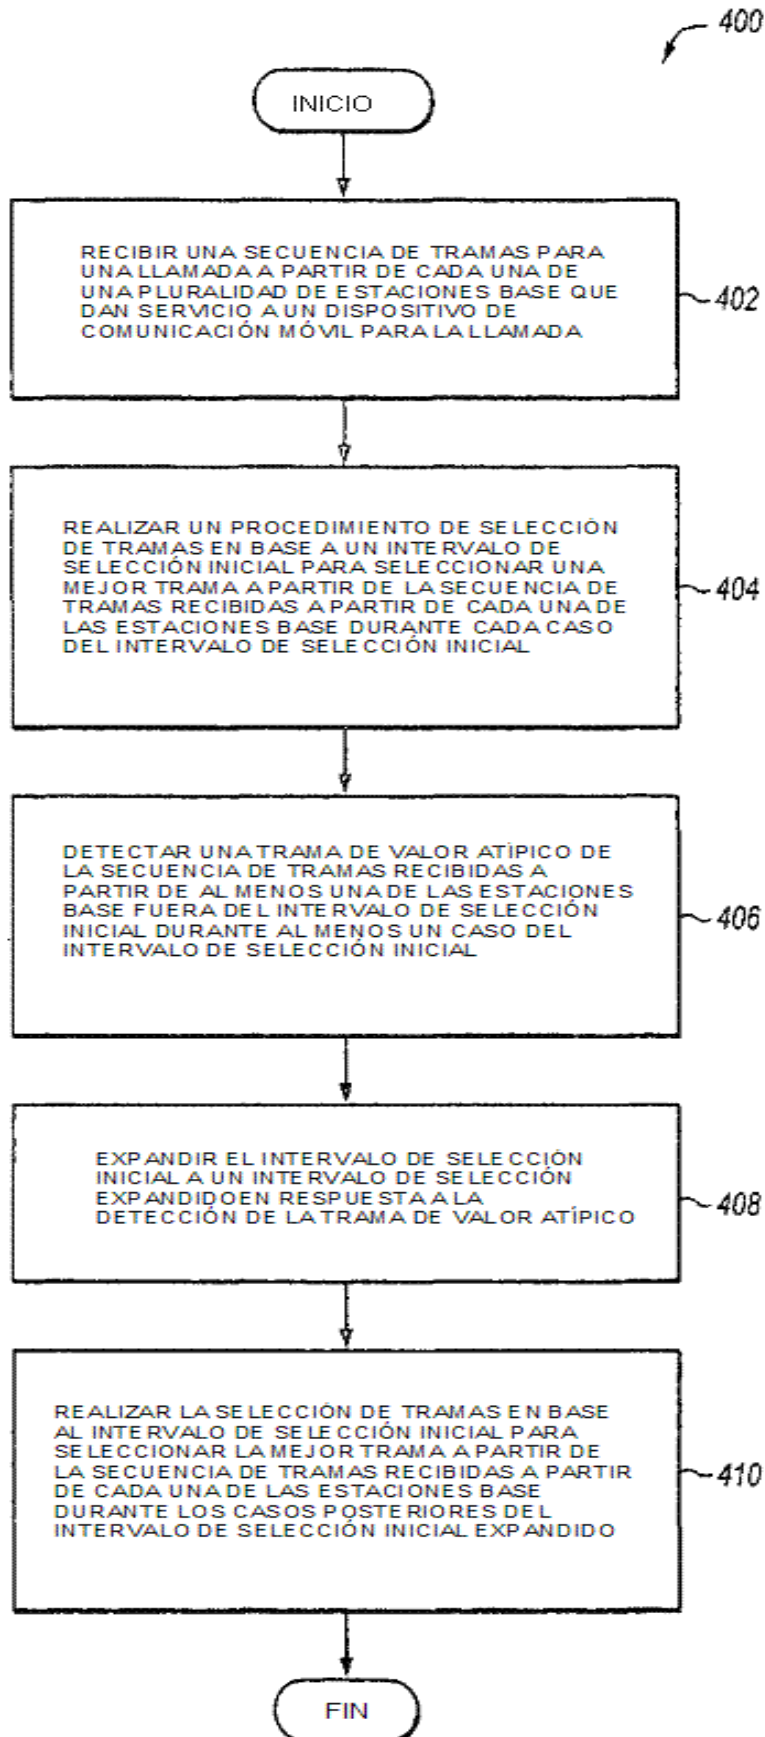 400
INICIO
RECIBIR UNA SECUENCIA DE TRAMAS PARA
UNA LLAMADA A PARTIR DE CADA UNA DE
UNA PLURALIDAD DE ESTACIONES BASE QUE
DAN SERVICIO A UN DISPOSITIVO DE
COMUNICACIÓN MÓVIL PARA LA LLAMADA
402
REALIZAR UN PROCEDIMIENTO DE SELECCIÓN
DE TRAMAS EN BASE A UN INTERVALO DE
SELECCIÓN INICIAL PARA SELECCIONAR UNA
MEJOR TRAMA A PARTIR DE LA SECUENCIA DE
TRAMAS RECIBIDAS A PARTIR DE CADA UNA DE
LAS ESTACIONES BASE DURANTE CADA CASO
DEL INTERVALO DE SELECCIÓN INICIAL
404
DETECTAR UNA TRAMA DE VALOR ATÍPICO DE
LA SECUENCIA DE TRAMAS RECIBIDAS A
PARTIR DE AL MENOS UNA DE LAS ESTACIONES
BASE FUERA DEL INTERVALO DE SELECCIÓN
INICIAL DURANTE AL MENOS UN CASO DEL
INTERVALO DE SELECCIÓN INICIAL
406
EXPANDIR EL INTERVALO DE SELECCIÓN
INICIAL A UN INTERVALO DE SELECCIÓN
EXPANDIDO EN RESPUESTA A LA
DETECCIÓN DE LA TRAMA DE VALOR ATÍPICO
408
REALIZAR LA SELECCIÓN DE TRAMAS EN BASE
AL INTERVALO DE SELECCIÓN INICIAL PARA
SELECCIONAR LA MEJOR TRAMA A PARTIR DE
LA SECUENCIA DE TRAMAS RECIBIDAS A PARTIR
DE CADA UNA DE LAS ESTACIONES BASE
DURANTE LOS CASOS POSTERIORES DEL
INTERVALO DE SELECCIÓN INICIAL EXPANDIDO
410
FIN